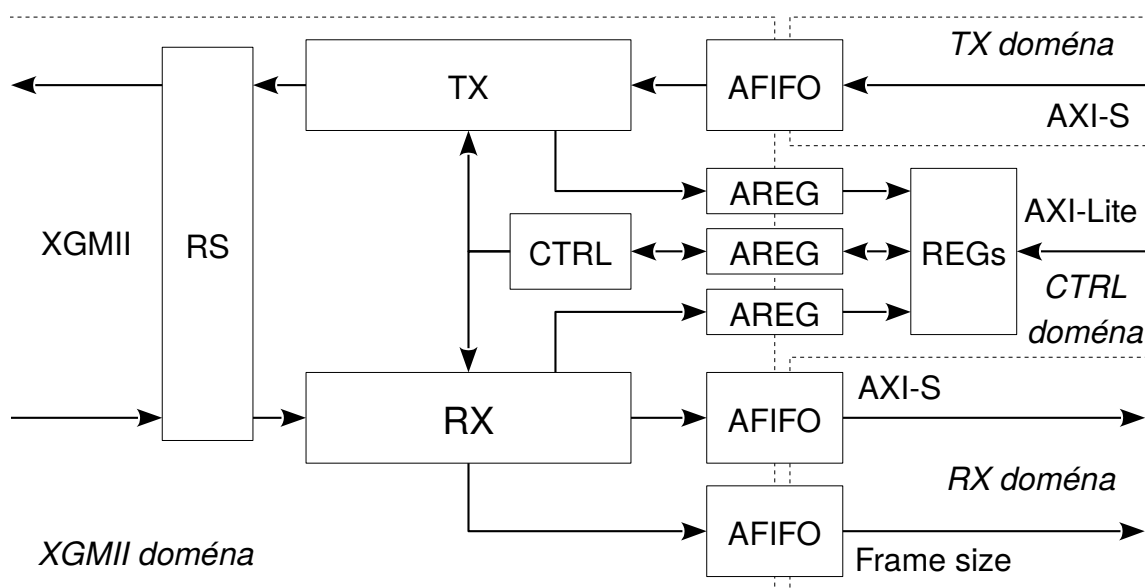 TX doména
TX
AFIFO
AXI-S
AREG
AXI-Lite
XGMII
RS
CTRL
AREG
REGs
CTRL
doména
AREG
AXI-S
RX
AFIFO
RX doména
AFIFO
XGMII doména
Frame size